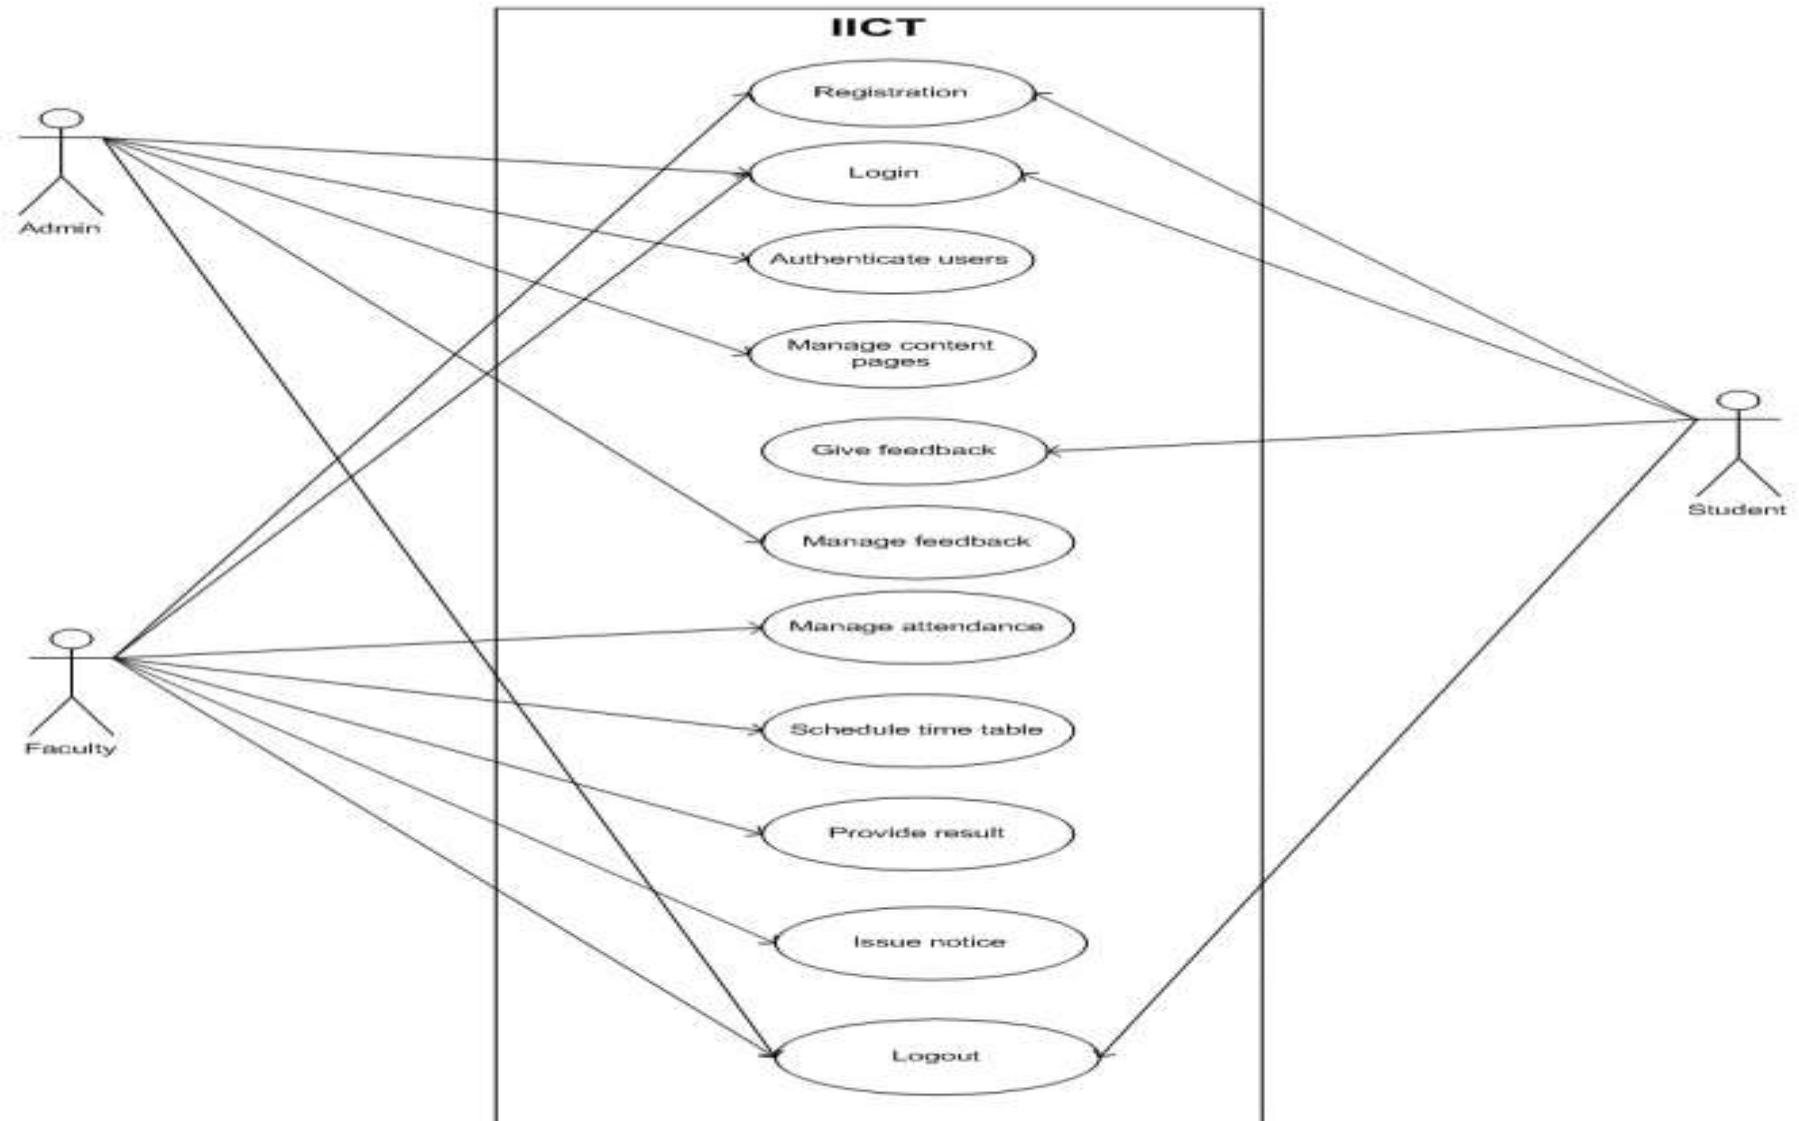 IICT
Registration
Login
Authenticate users
Manage content
pages
Give feedback
Manage feedback
Manage attendance
Schedule time table
Provide result
Issue notice
Logout
Admin
Faculty
Student